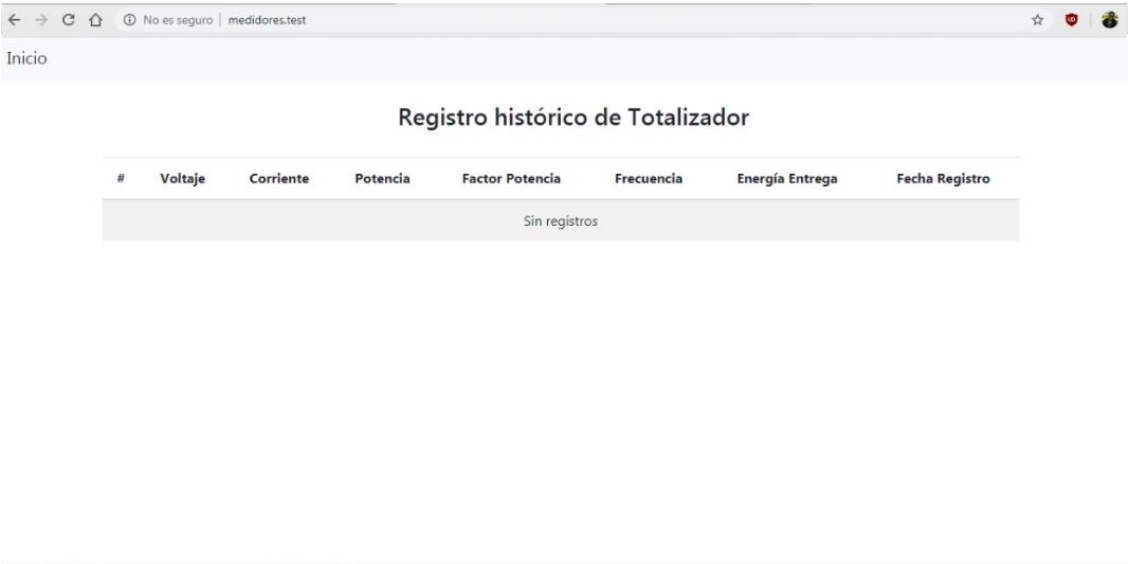 No es seguro | medidores.test
Inicio
Registro histórico de Totalizador
# Voltaje Corriente Potencia Factor Potencia Frecuencia Energía Entrega Fecha Registro
Sin registros